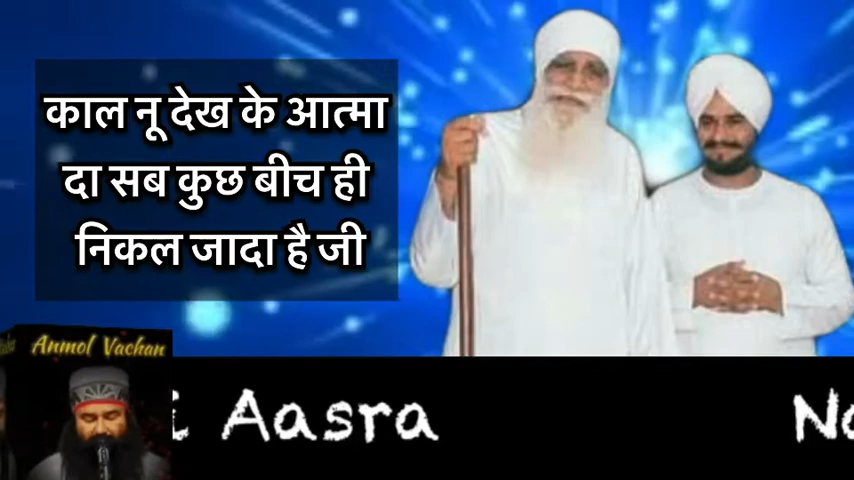 काल नू देख के आत्मा
दा सब कुछ बीच ही
निकल जादा है जी
Anmol Vachan
Aasra